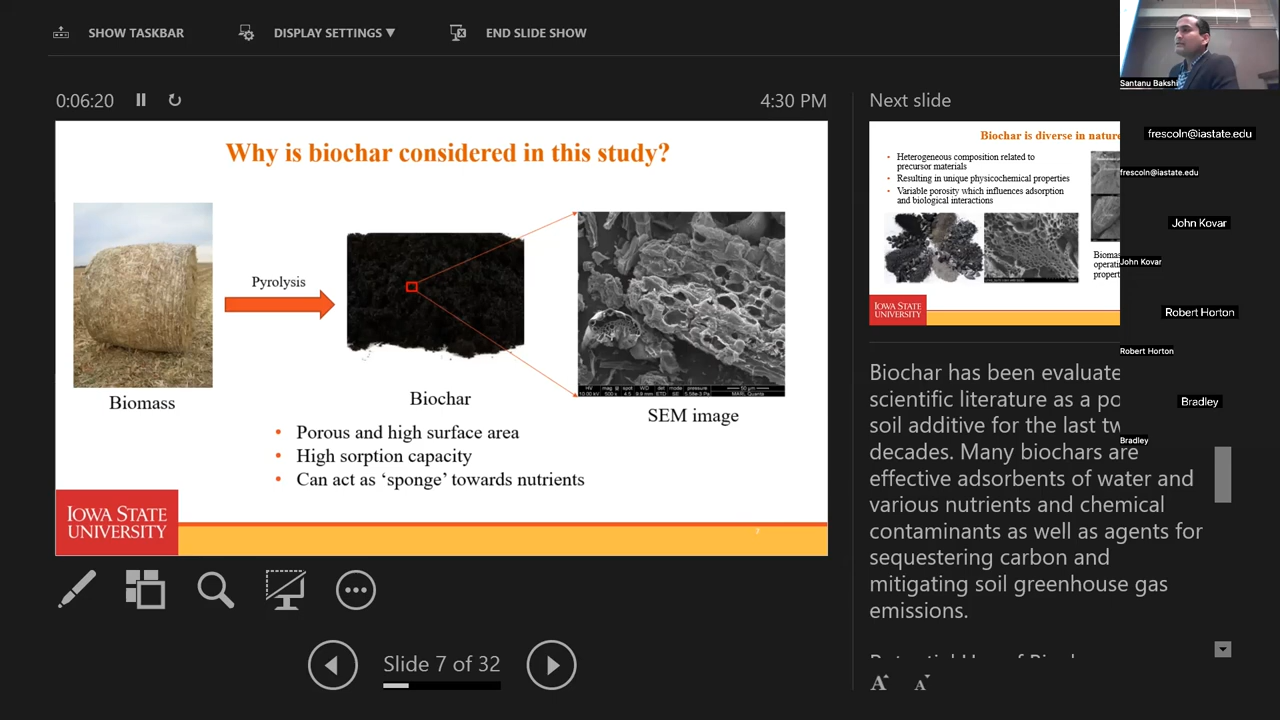 SHOW TASKBAR
DISPLAY SETTINGS ▼
END SLIDE SHOW
0:06:20
4:30 PM
Why is biochar considered in this study?
Pyrolysis
Biomass
Biochar
SEM image
• Porous and high surface area
• High sorption capacity
• Can act as ‘sponge’ towards nutrients
IOWA STATE
UNIVERSITY
Slide 7 of 32
Next slide
Biochar is diverse in nature
• Heterogeneous composition related to
precursor materials
• Resulting in unique physicochemical properties
• Variable porosity which influences adsorption
and biological interactions
IOWA STATE
UNIVERSITY
Biochar has been
scientific literature as a
soil additive for the last
decades. Many biochars are
effective adsorbents of water and
various nutrients and chemical
contaminants as well as agents for
sequestering carbon and
mitigating soil greenhouse gas
emissions.
A A
Santanu Bakshi
frescoln@iastate.edu
frescoln@iastate.edu
John Kovar
John Kovar
Robert Horton
Robert Horton
Bradley
Bradley